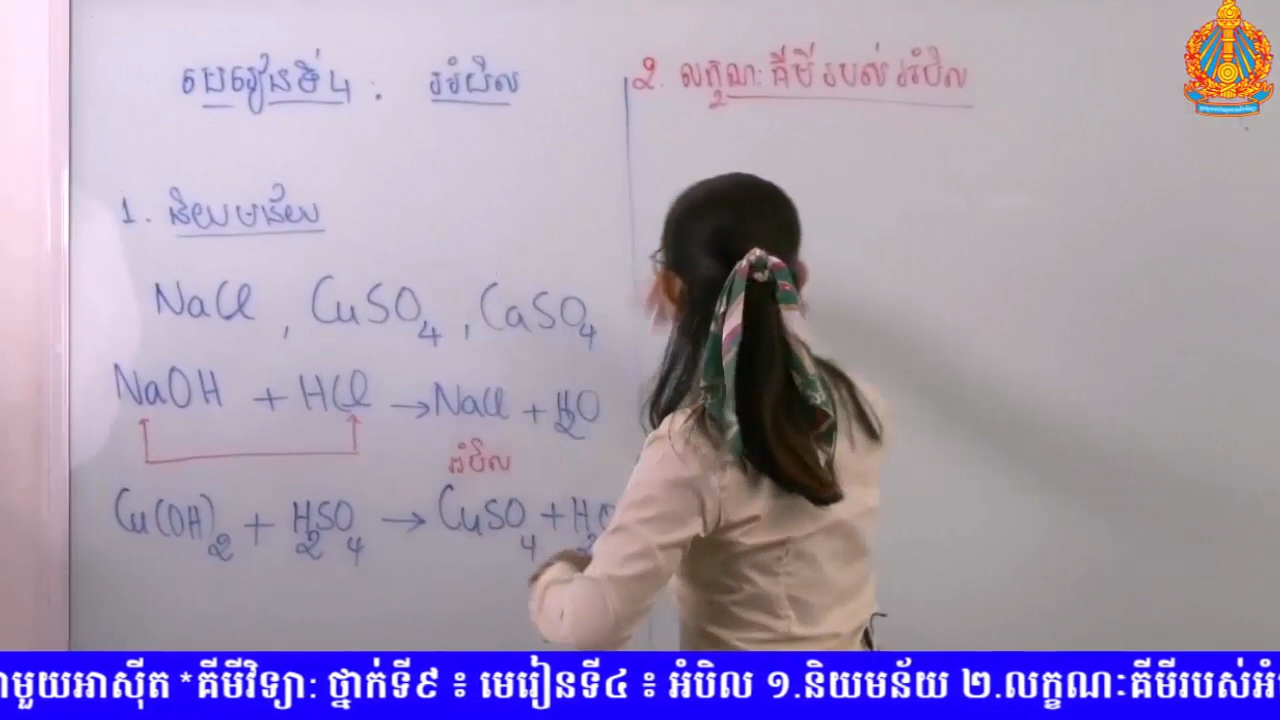 មេរៀនទី4 : អំបិល
1. និយមន័យ
NaCl , CuSO4 , CaSO4
NaOH + HCl → NaCl + H2O
អំបិល
Cu(OH)2 + H2SO4 → CuSO4 + H2O
2. លក្ខណៈគីមីរបស់អំបិល
មួយអាស៊ីត *គីមីវិទ្យា: ថ្នាក់ទី៩ ៖ មេរៀនទី៤ ៖ អំបិល ១.និយមន័យ ២.លក្ខណៈគីមីរបស់អំ